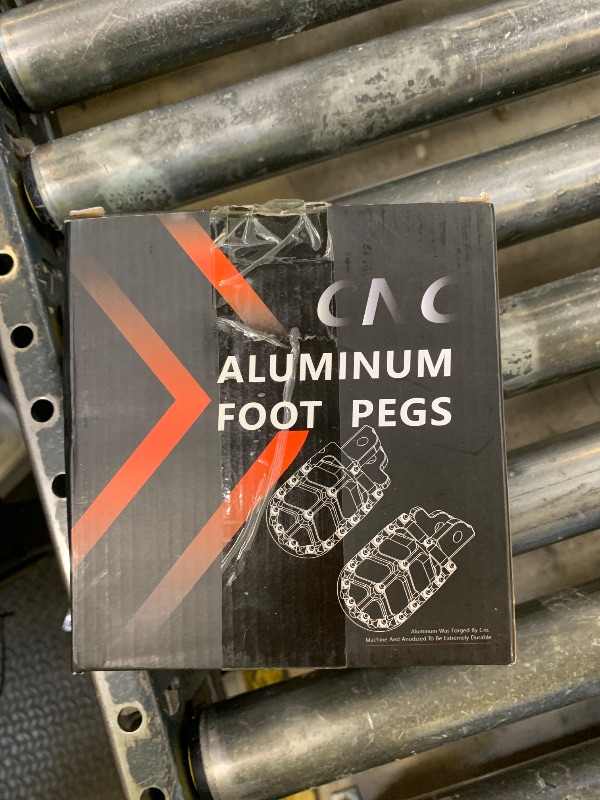 CNC
ALUMINUM
FOOT PEGS
Aluminum Was Forged By Cnc
Machine And Anodized To Be Extremely Durable